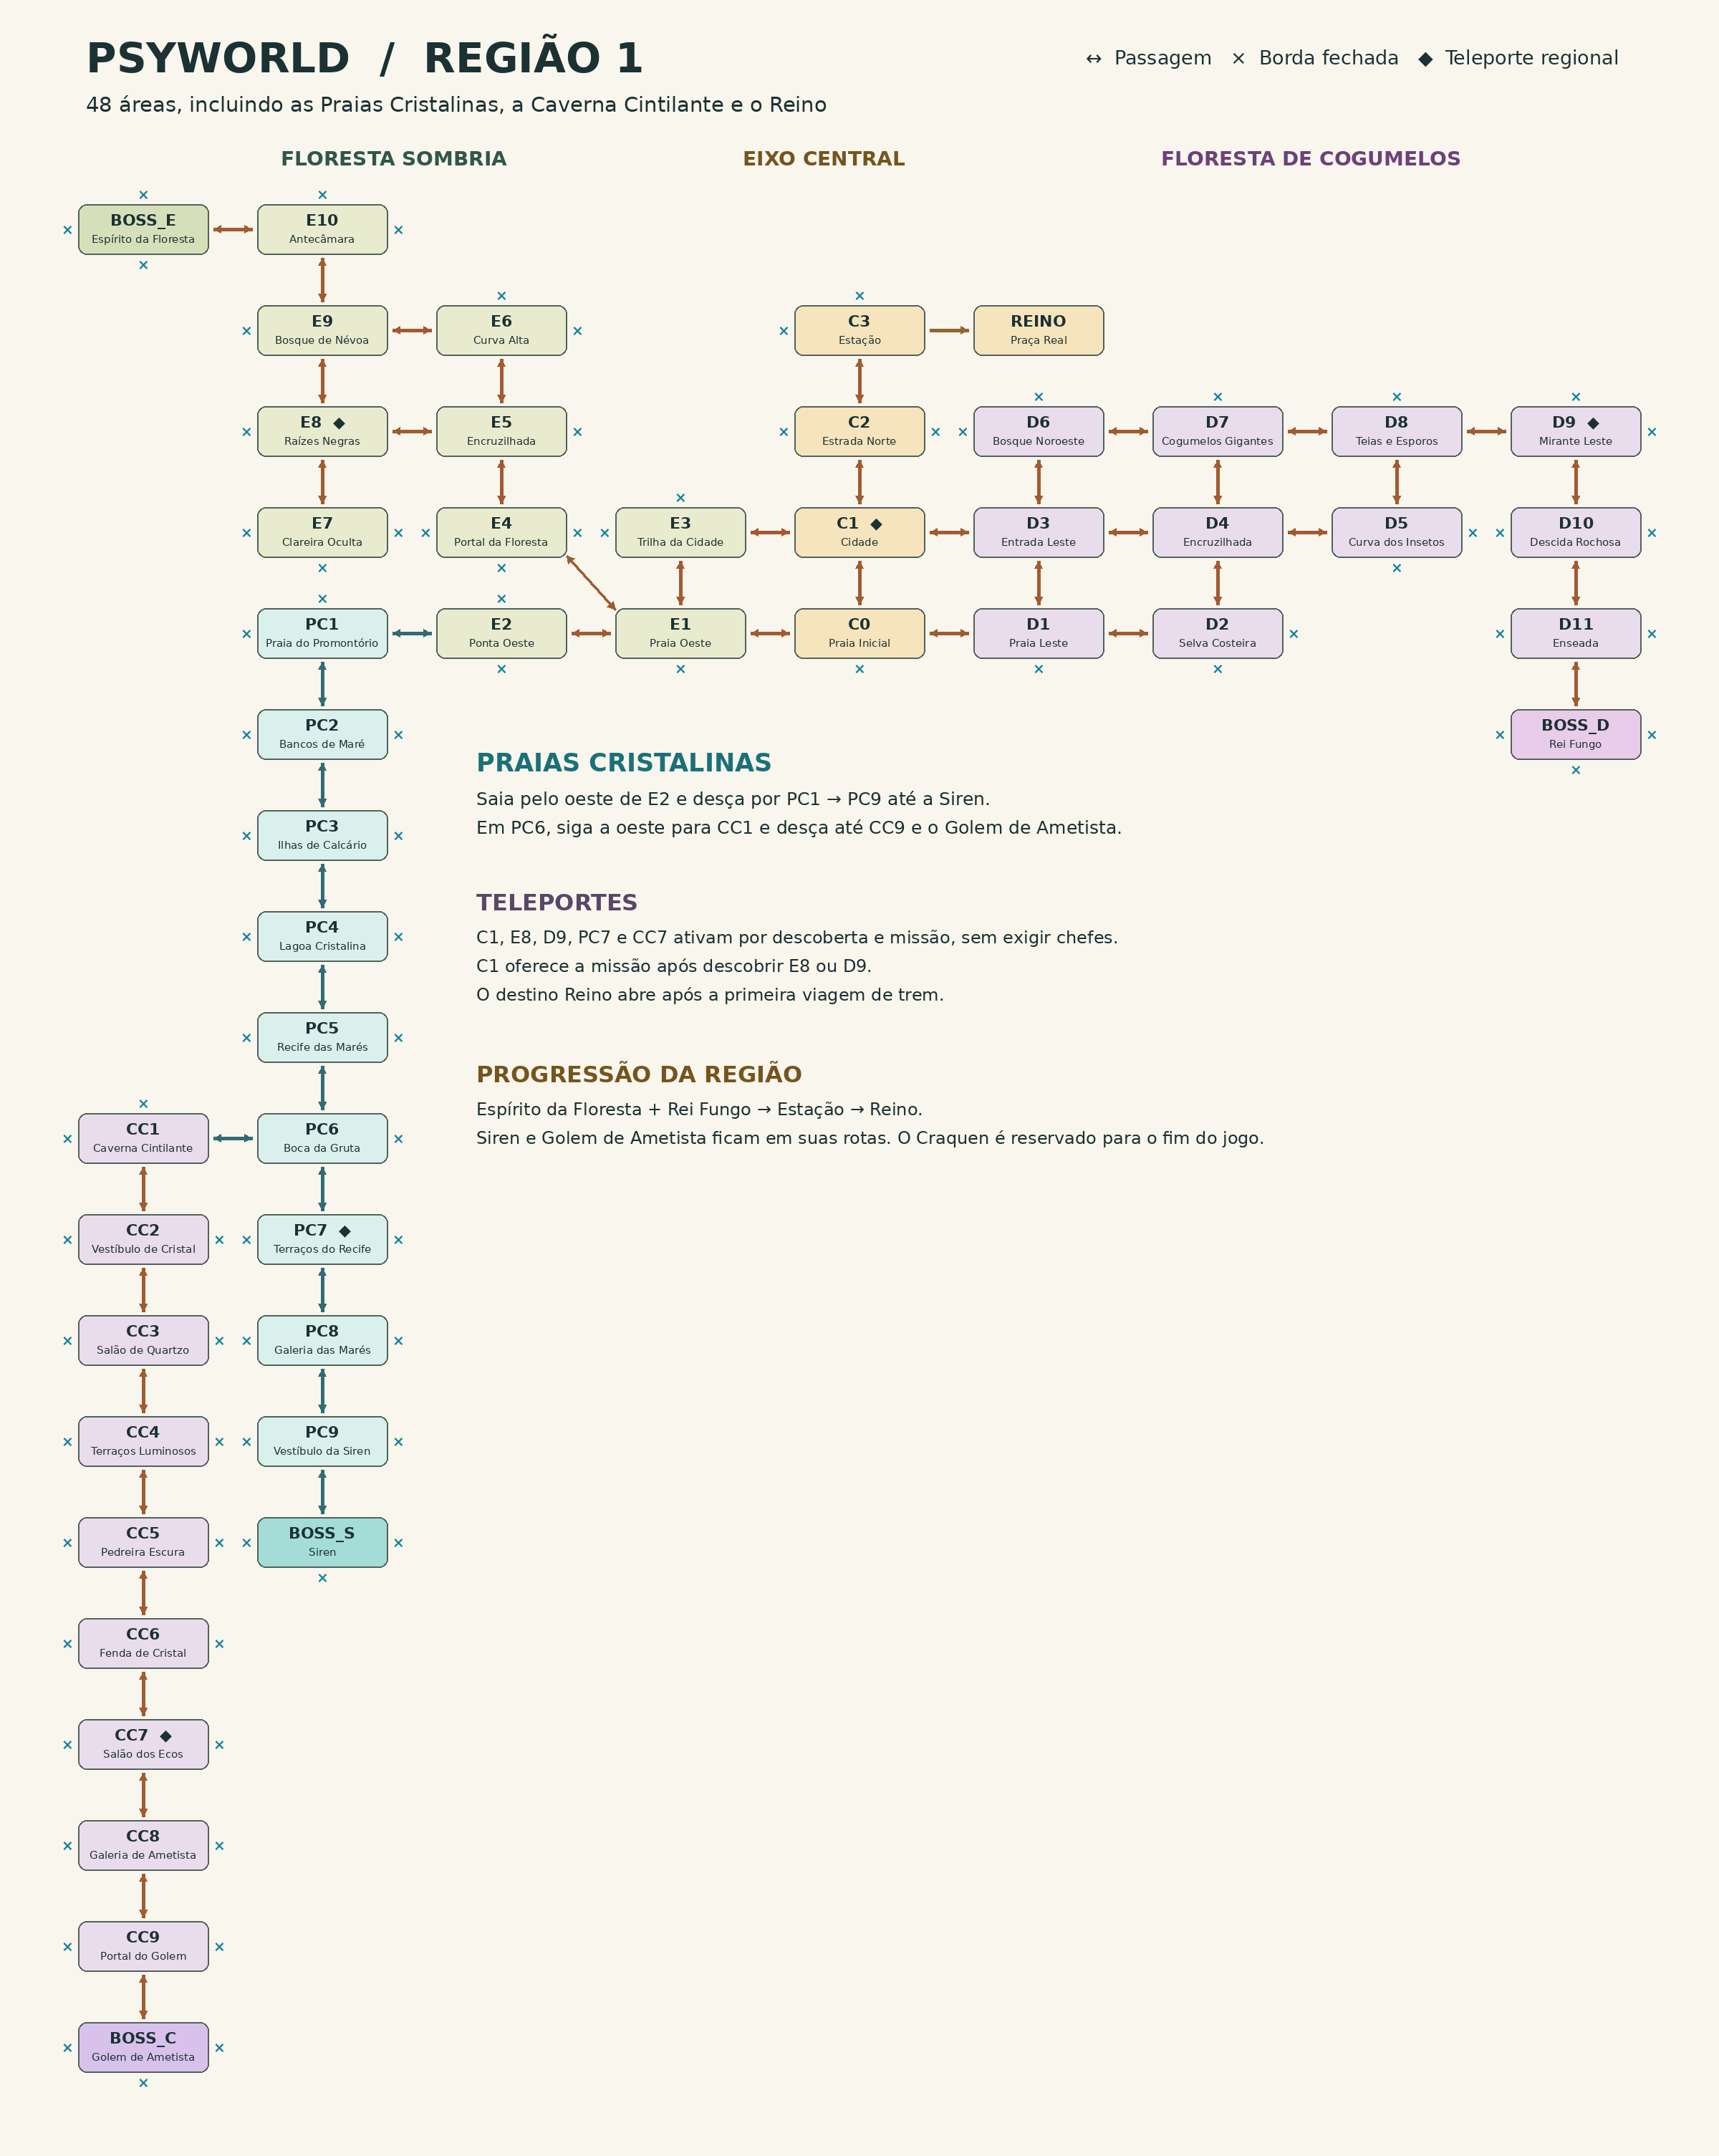 PSYWORLD / REGIÃO 1
↔ Passagem × Borda fechada ◆ Teleporte regional
48 áreas, incluindo as Praias Cristalinas, a Caverna Cintilante e o Reino
FLORESTA SOMBRIA
EIXO CENTRAL
FLORESTA DE COGUMELOS
BOSS_E
Espírito da Floresta
E10
Antecâmara
E9
Bosque de Névoa
E6
Curva Alta
C3
Estação
REINO
Praça Real
E8 ◆
Raízes Negras
E5
Encruzilhada
C2
Estrada Norte
D6
Bosque Noroeste
D7
Cogumelos Gigantes
D8
Teias e Esporos
D9 ◆
Mirante Leste
E7
Clareira Oculta
E4
Portal da Floresta
E3
Trilha da Cidade
C1 ◆
Cidade
D3
Entrada Leste
D4
Encruzilhada
D5
Curva dos Insetos
D10
Descida Rochosa
PC1
Praia do Promontório
E2
Ponta Oeste
E1
Praia Oeste
C0
Praia Inicial
D1
Praia Leste
D2
Selva Costeira
D11
Enseada
PC2
Bancos de Maré
BOSS_D
Rei Fungo
PRAIAS CRISTALINAS
Saia pelo oeste de E2 e desça por PC1 → PC9 até a Siren.
Em PC6, siga a oeste para CC1 e desça até CC9 e o Golem de Ametista.
PC3
Ilhas de Calcário
TELEPORTES
C1, E8, D9, PC7 e CC7 ativam por descoberta e missão, sem exigir chefes.
C1 oferece a missão após descobrir E8 ou D9.
O destino Reino abre após a primeira viagem de trem.
PC4
Lagoa Cristalina
PC5
Recife das Marés
PROGRESSÃO DA REGIÃO
Espírito da Floresta + Rei Fungo → Estação → Reino.
Siren e Golem de Ametista ficam em suas rotas. O Craquen é reservado para o fim do jogo.
CC1
Caverna Cintilante
PC6
Boca da Gruta
CC2
Vestíbulo de Cristal
PC7 ◆
Terraços do Recife
CC3
Salão de Quartzo
PC8
Galeria das Marés
CC4
Terraços Luminosos
PC9
Vestíbulo da Siren
CC5
Pedreira Escura
BOSS_S
Siren
CC6
Fenda de Cristal
CC7 ◆
Salão dos Ecos
CC8
Galeria de Ametista
CC9
Portal do Golem
BOSS_C
Golem de Ametista